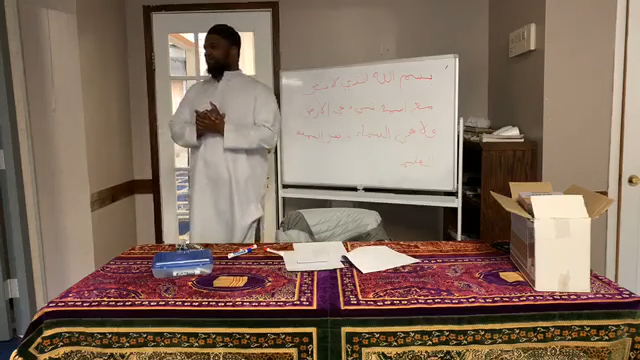 بسم الله الذي لا يضر
مع اسمه شيء في الأرض
ولا في السماء وهو السميع
العليم